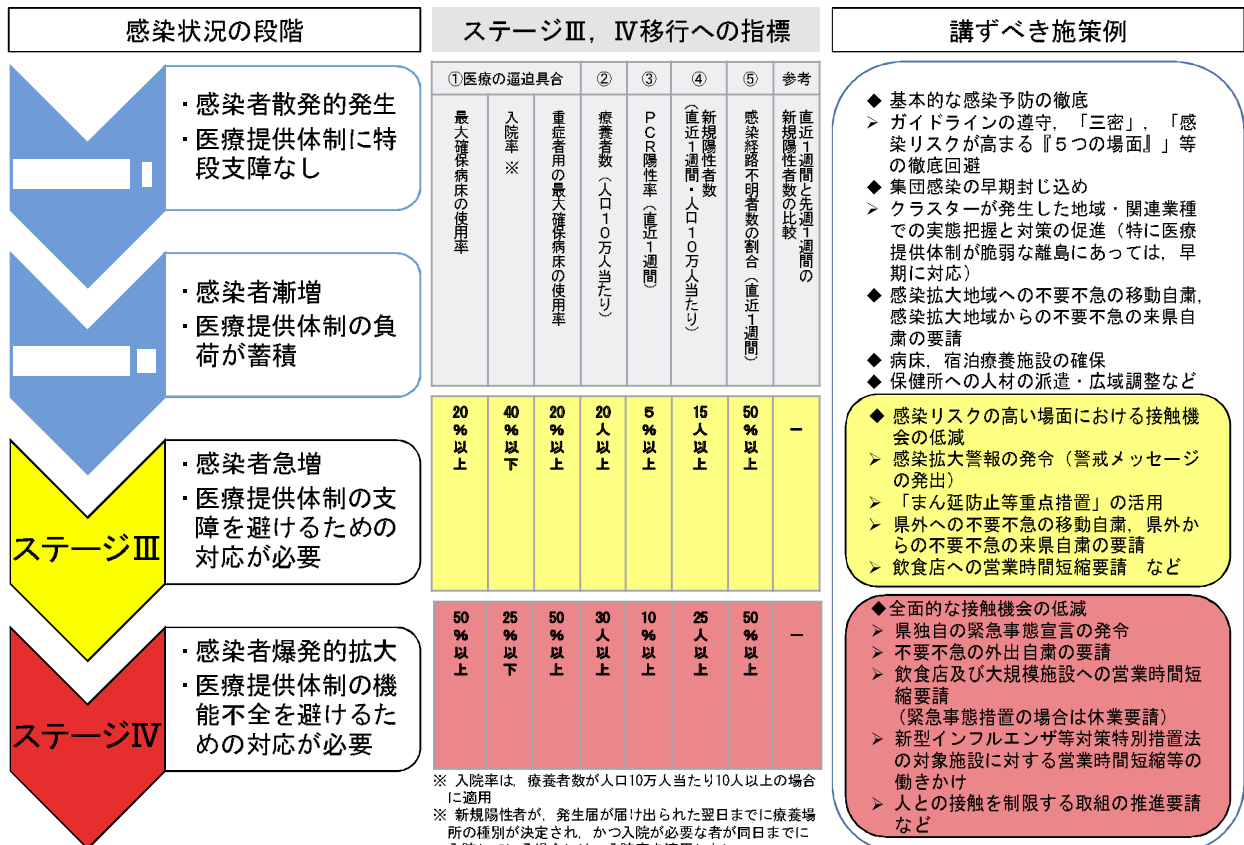 感染状況の段階
・感染者散発的発生
・医療提供体制に特
段支障なし
・感染者漸増
・医療提供体制の負
荷が蓄積
ステージⅢ
・感染者急増
・医療提供体制の支
障を避けるための
対応が必要
ステージⅣ
・感染者爆発的拡大
・医療提供体制の機
能不全を避けるた
めの対応が必要
ステージⅢ，Ⅳ移行への指標
①医療の逼迫具合
②
③
④
⑤
参考
最大確保病床の使用率
入院率 ※
重症者用の最大確保病床の使用率
療養者数（人口10万人当たり）
PCR陽性率（直近1週間）
新規陽性者数
（直近1週間・人口10万人当たり）
感染経路不明者数の割合（直近1週間）
直近1週間と先週1週間の
新規陽性者数の比較
20%以上
40%以下
20%以上
20人以上
5%以上
15人以上
50%以上
－
50%以上
25%以下
50%以上
30人以上
10%以上
25人以上
50%以上
－
※ 入院率は，療養者数が人口10万人当たり10人以上の場合
に適用
※ 新規陽性者が，発生届が届け出られた翌日までに療養場
所の種別が決定され，かつ入院が必要な者が同日までに
講ずべき施策例
◆ 基本的な感染予防の徹底
➢ ガイドラインの遵守，「三密」，「感
染リスクが高まる『５つの場面』」等
の徹底回避
◆ 集団感染の早期封じ込め
➢ クラスターが発生した地域・関連業種
での実態把握と対策の促進（特に医療
提供体制が脆弱な離島にあっては，早
期に対応）
◆ 感染拡大地域への不要不急の移動自粛，
感染拡大地域からの不要不急の来県自
粛の要請
◆ 病床，宿泊療養施設の確保
◆ 保健所への人材の派遣・広域調整など
◆ 感染リスクの高い場面における接触機
会の低減
➢ 感染拡大警報の発令（警戒メッセージ
の発出）
➢ 「まん延防止等重点措置」の活用
➢ 県外への不要不急の移動自粛，県外か
らの不要不急の来県自粛の要請
➢ 飲食店への営業時間短縮要請 など
◆全面的な接触機会の低減
➢ 県独自の緊急事態宣言の発令
➢ 不要不急の外出自粛の要請
➢ 飲食店及び大規模施設への営業時間短
縮要請
（緊急事態措置の場合は休業要請）
➢ 新型インフルエンザ等対策特別措置法
の対象施設に対する営業時間短縮等の
働きかけ
➢ 人との接触を制限する取組の推進要請
など